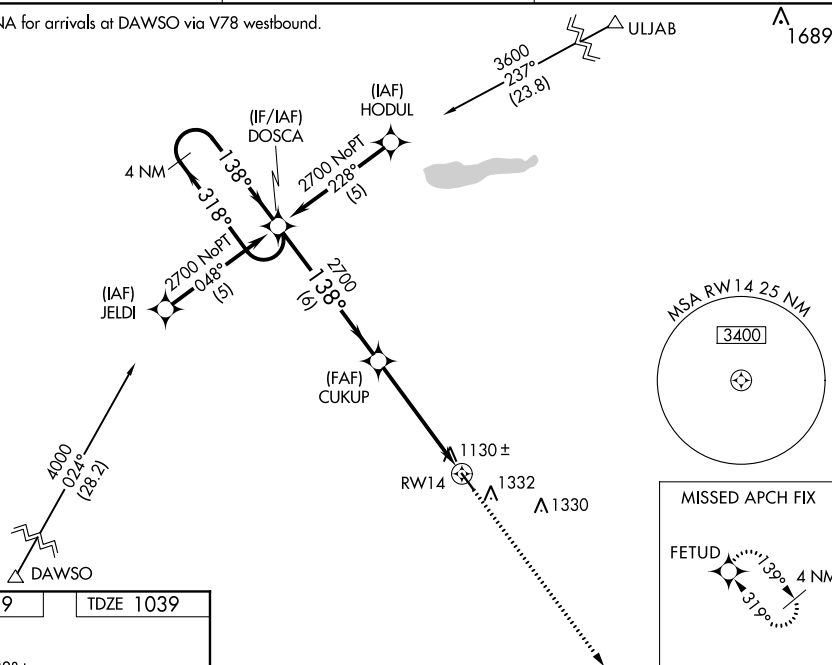 NA for arrivals at DAWSO via V78 westbound.
ULJAB
1689
3600
237°
(23.8)
(IAF)
HODUL
(IF/IAF)
DOSCA
4 NM
138°
318°
2700 NoPT
228°
(5)
2700 NoPT
048°
(5)
(IAF)
JELDI
2700
138°
(6)
MSA RW14 25 NM
3400
(FAF)
CUKUP
1130 ±
RW14
1332
1330
4000
024°
(28.2)
DAWSO
MISSED APCH FIX
FETUD
139°
319°
4 NM
9
TDZE 1039